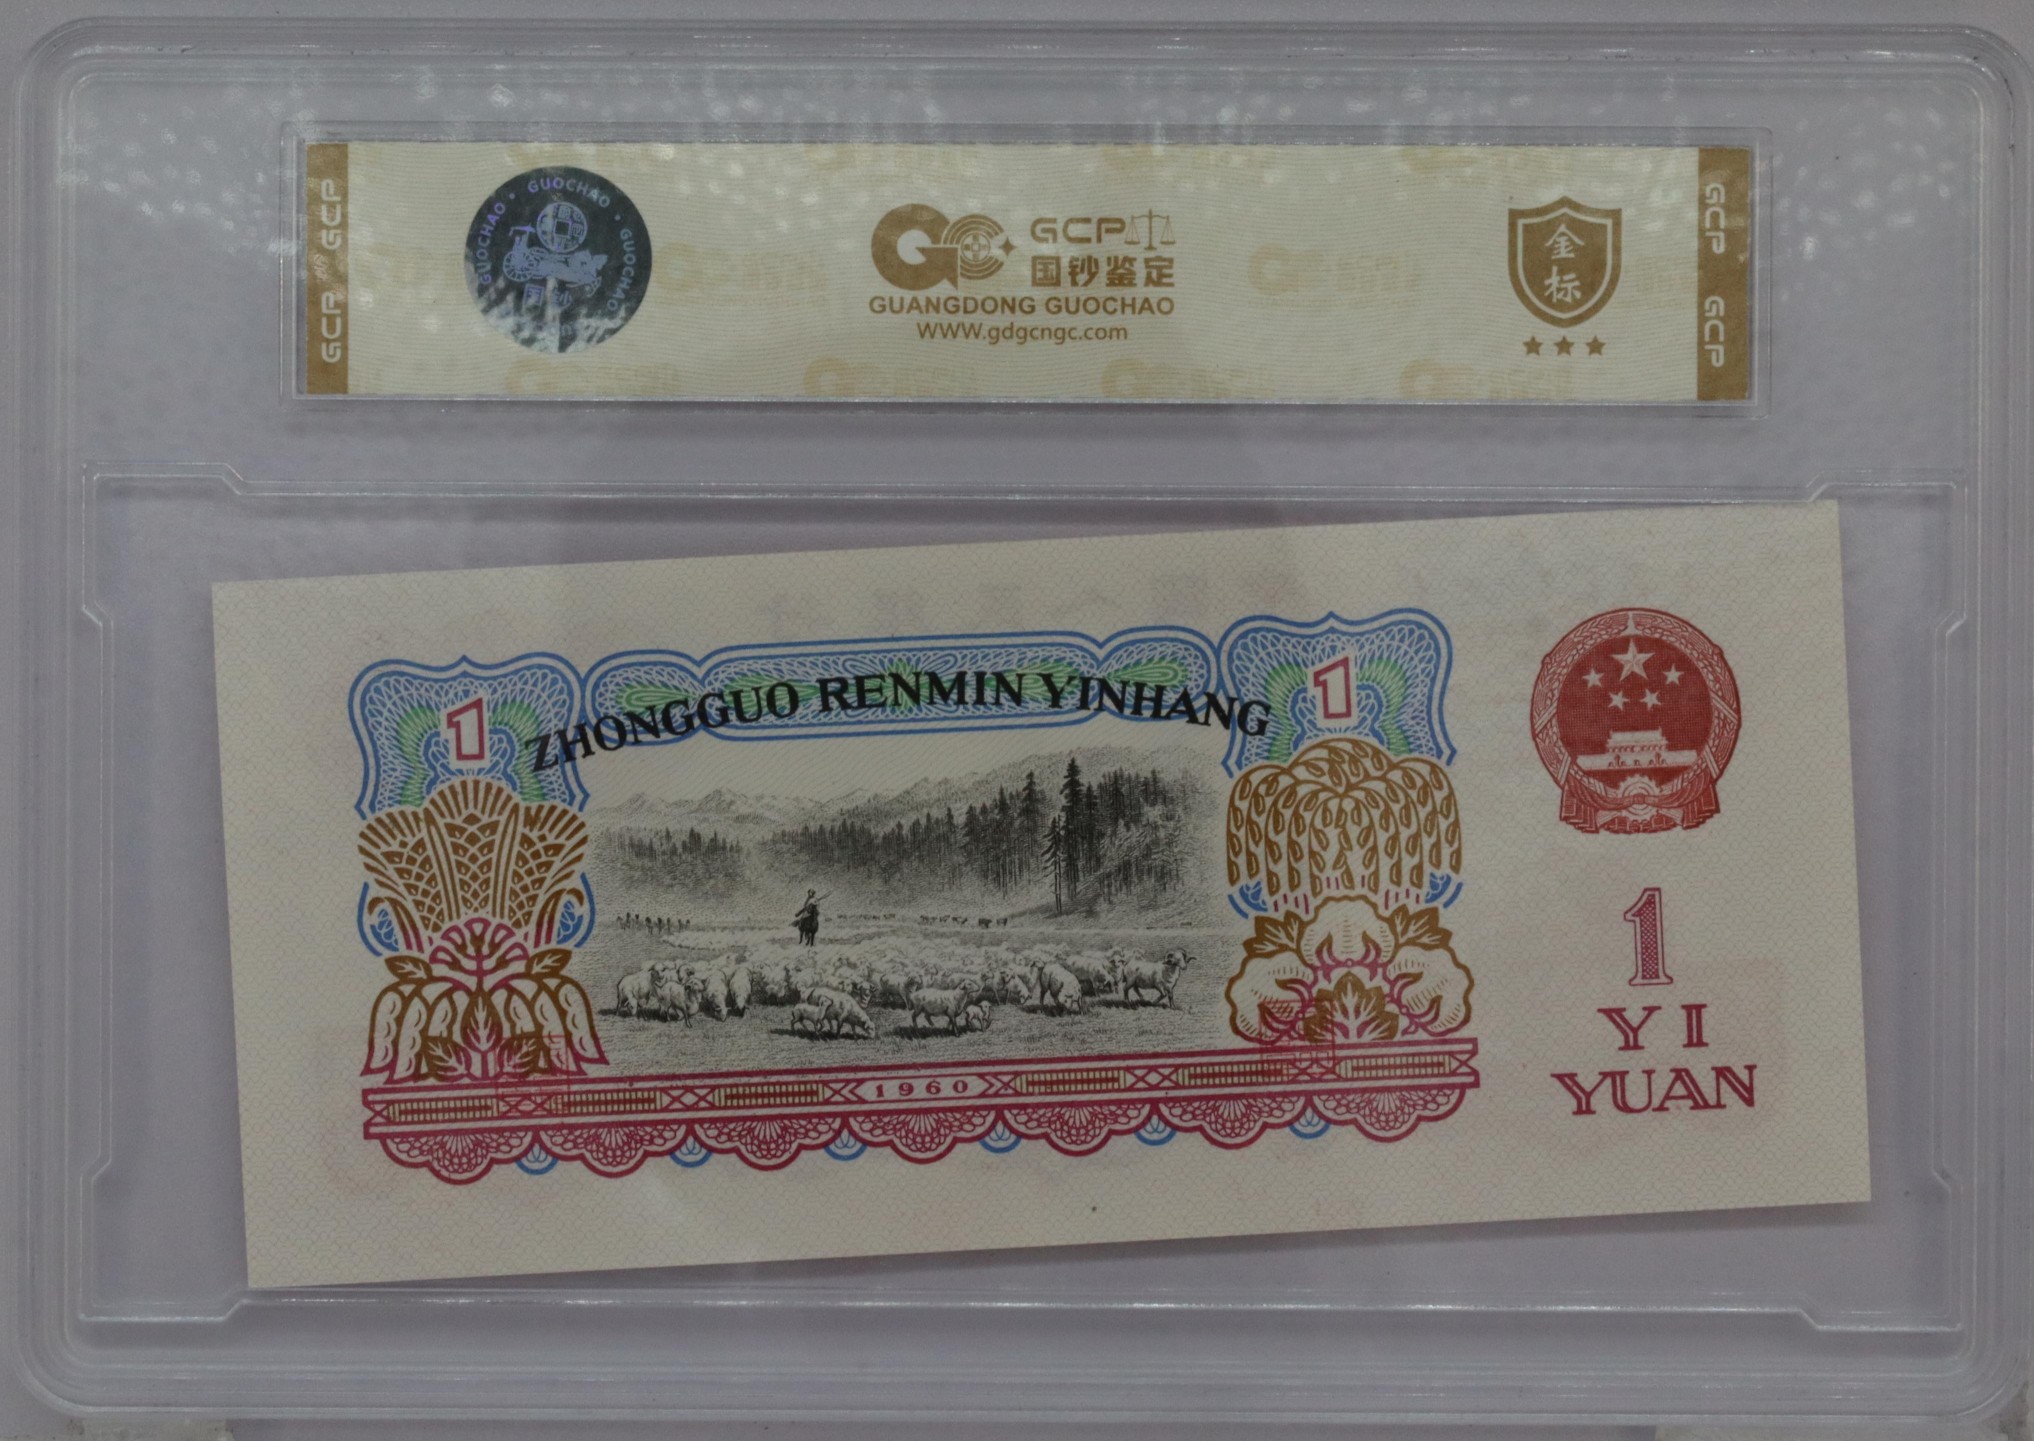 GCP GCP
GUOCHAO • GUOCHAO • GUOCHAO
GCP
国钞鉴定
GUANGDONG GUOCHAO
WWW.gdgcngc.com
金
标
GCP GCP
1
ZHONGGUO RENMIN YINHANG
1
1960
1
YI
YUAN